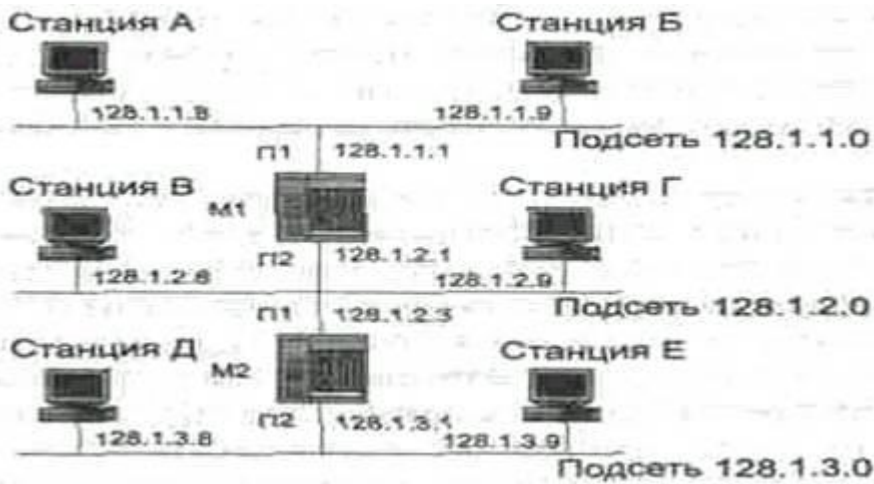 Станция А
Станция Б
128.1.1.8
128.1.1.9
П1
128.1.1.1
Подсеть 128.1.1.0
Станция В
Станция Г
М1
П2
128.1.2.1
128.1.2.8
128.1.2.9
П1
128.1.2.3
Подсеть 128.1.2.0
Станция Д
Станция Е
М2
П2
128.1.3.1
128.1.3.8
128.1.3.9
Подсеть 128.1.3.0